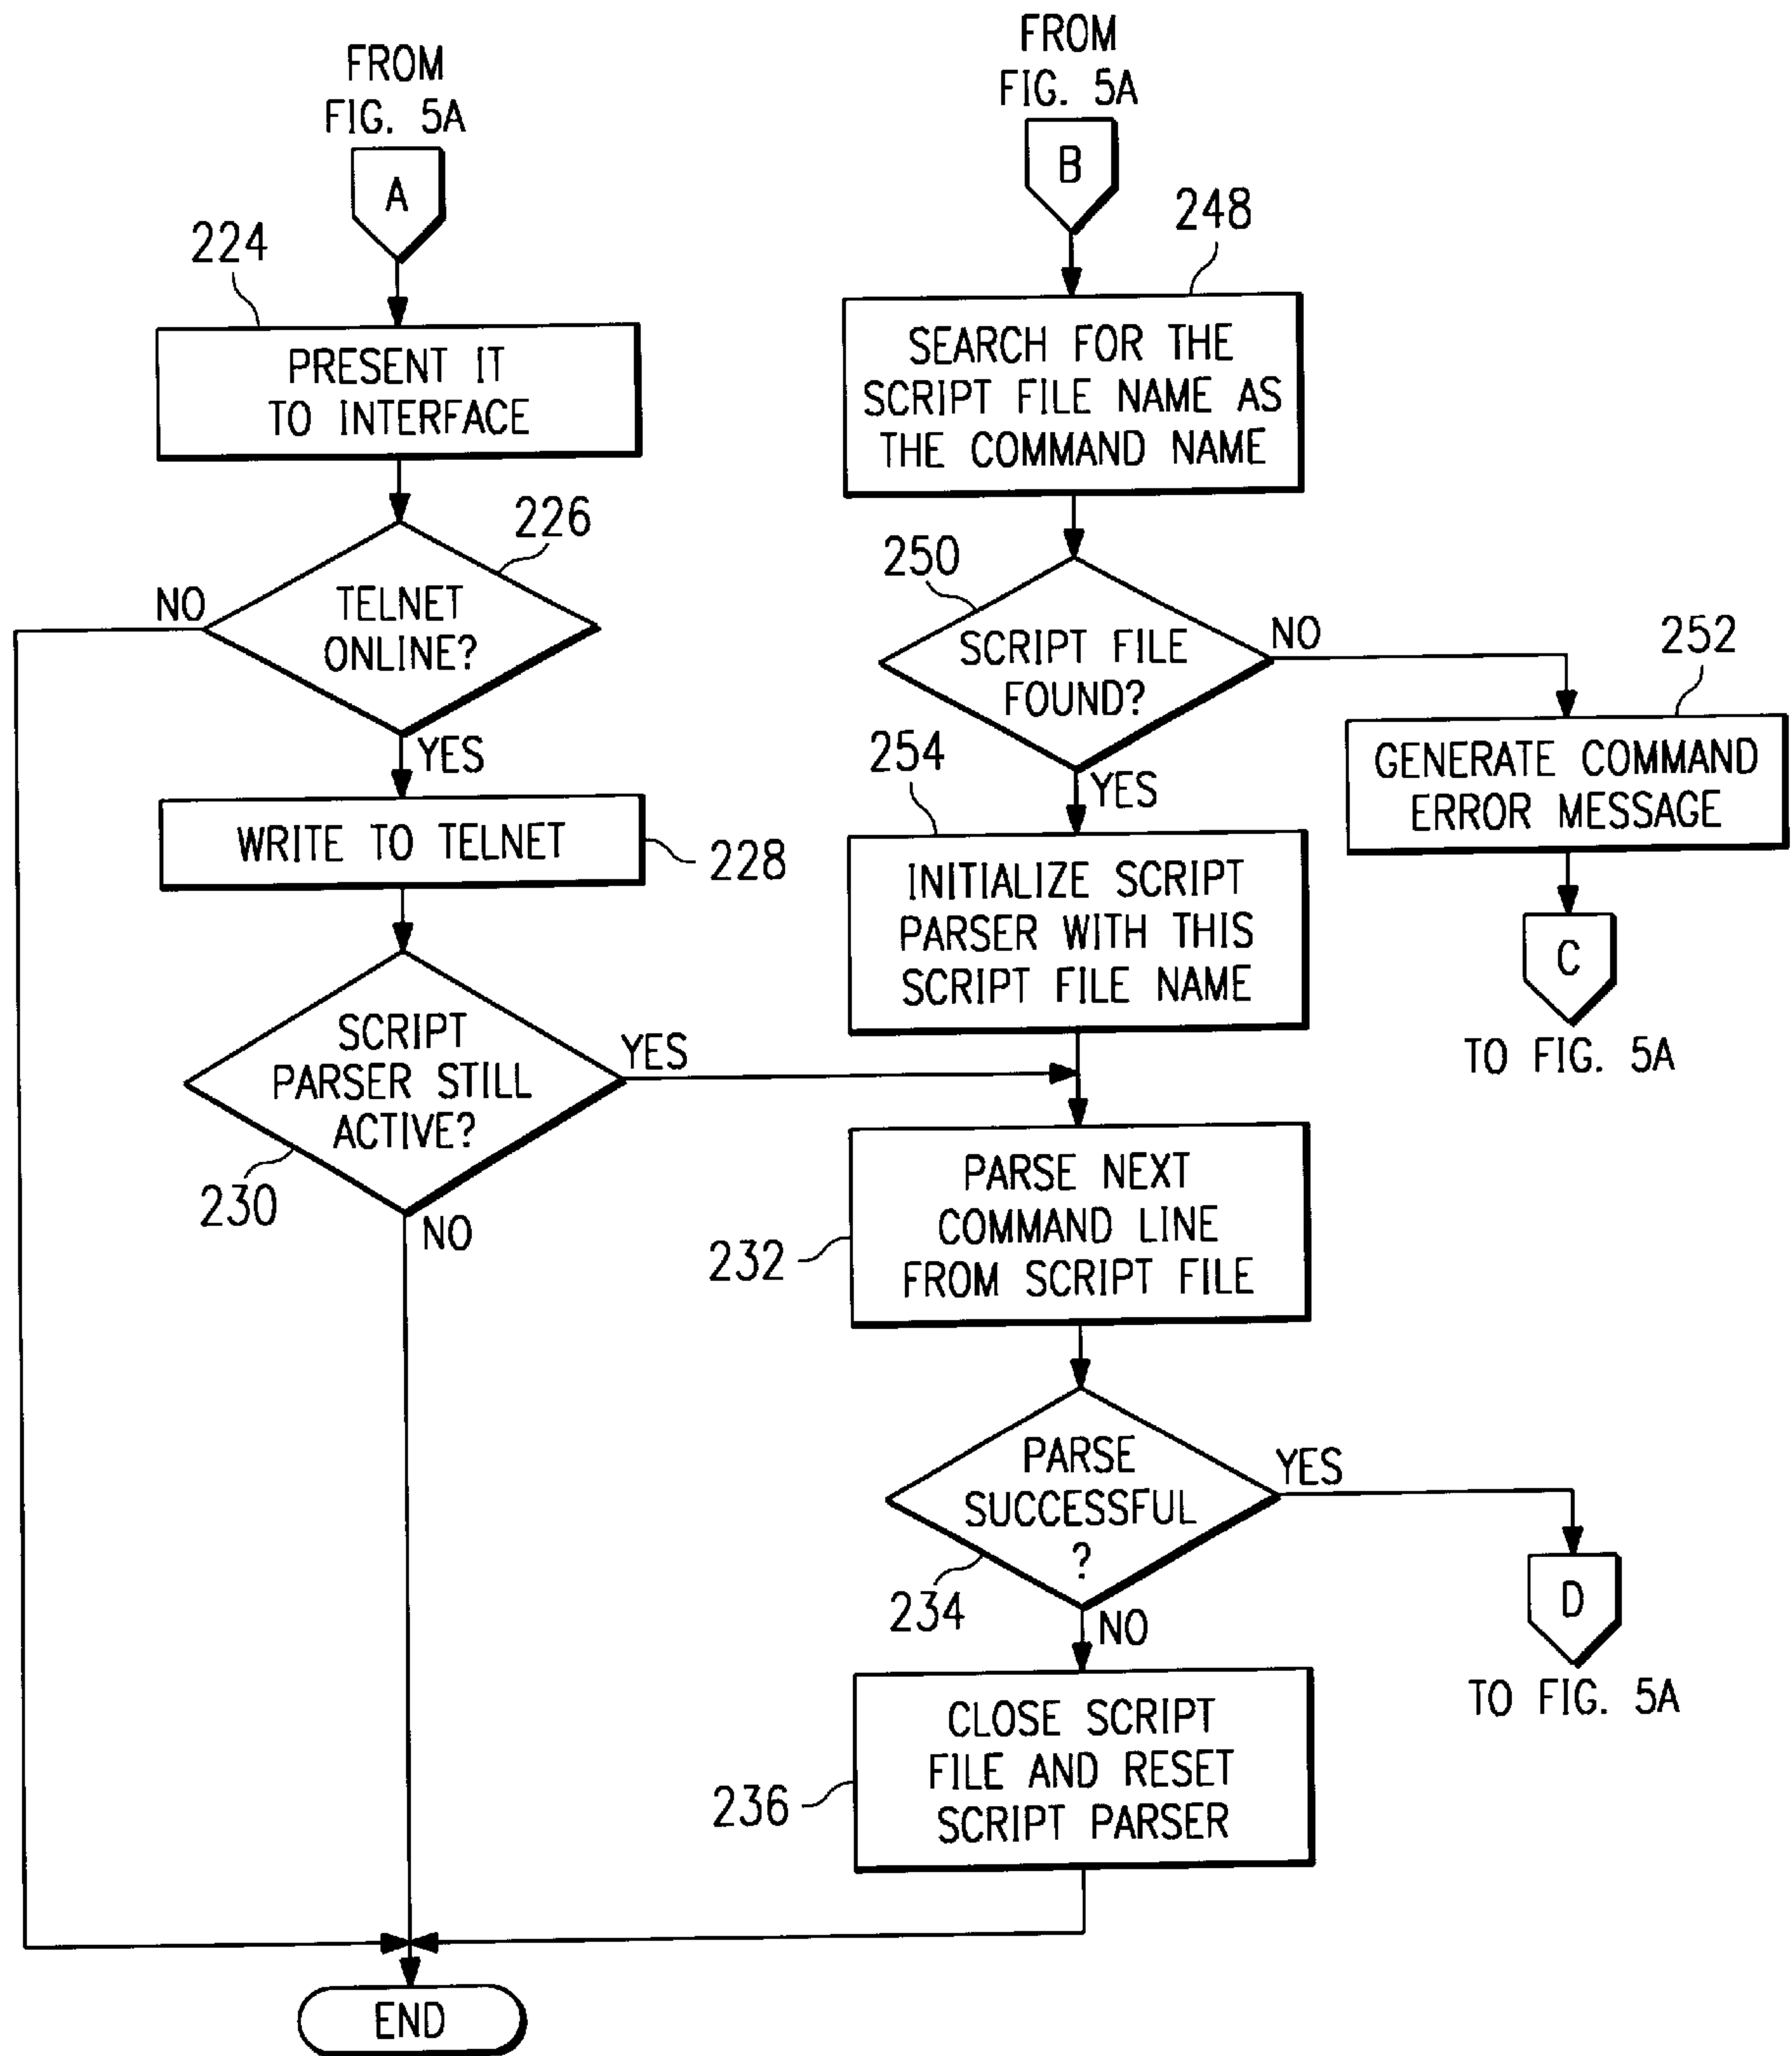 FROM
FIG. 5A
A
224
PRESENT IT
TO INTERFACE
226
TELNET
ONLINE?
NO
YES
WRITE TO TELNET
228
SCRIPT
PARSER STILL
ACTIVE?
YES
230
NO
FROM
FIG. 5A
B
248
SEARCH FOR THE
SCRIPT FILE NAME AS
THE COMMAND NAME
250
SCRIPT FILE
FOUND?
NO
252
GENERATE COMMAND
ERROR MESSAGE
C
TO FIG. 5A
YES
254
INITIALIZE SCRIPT
PARSER WITH THIS
SCRIPT FILE NAME
PARSE NEXT
COMMAND LINE
FROM SCRIPT FILE
232
PARSE
SUCCESSFUL
?
YES
234
D
TO FIG. 5A
NO
CLOSE SCRIPT
FILE AND RESET
SCRIPT PARSER
236
END